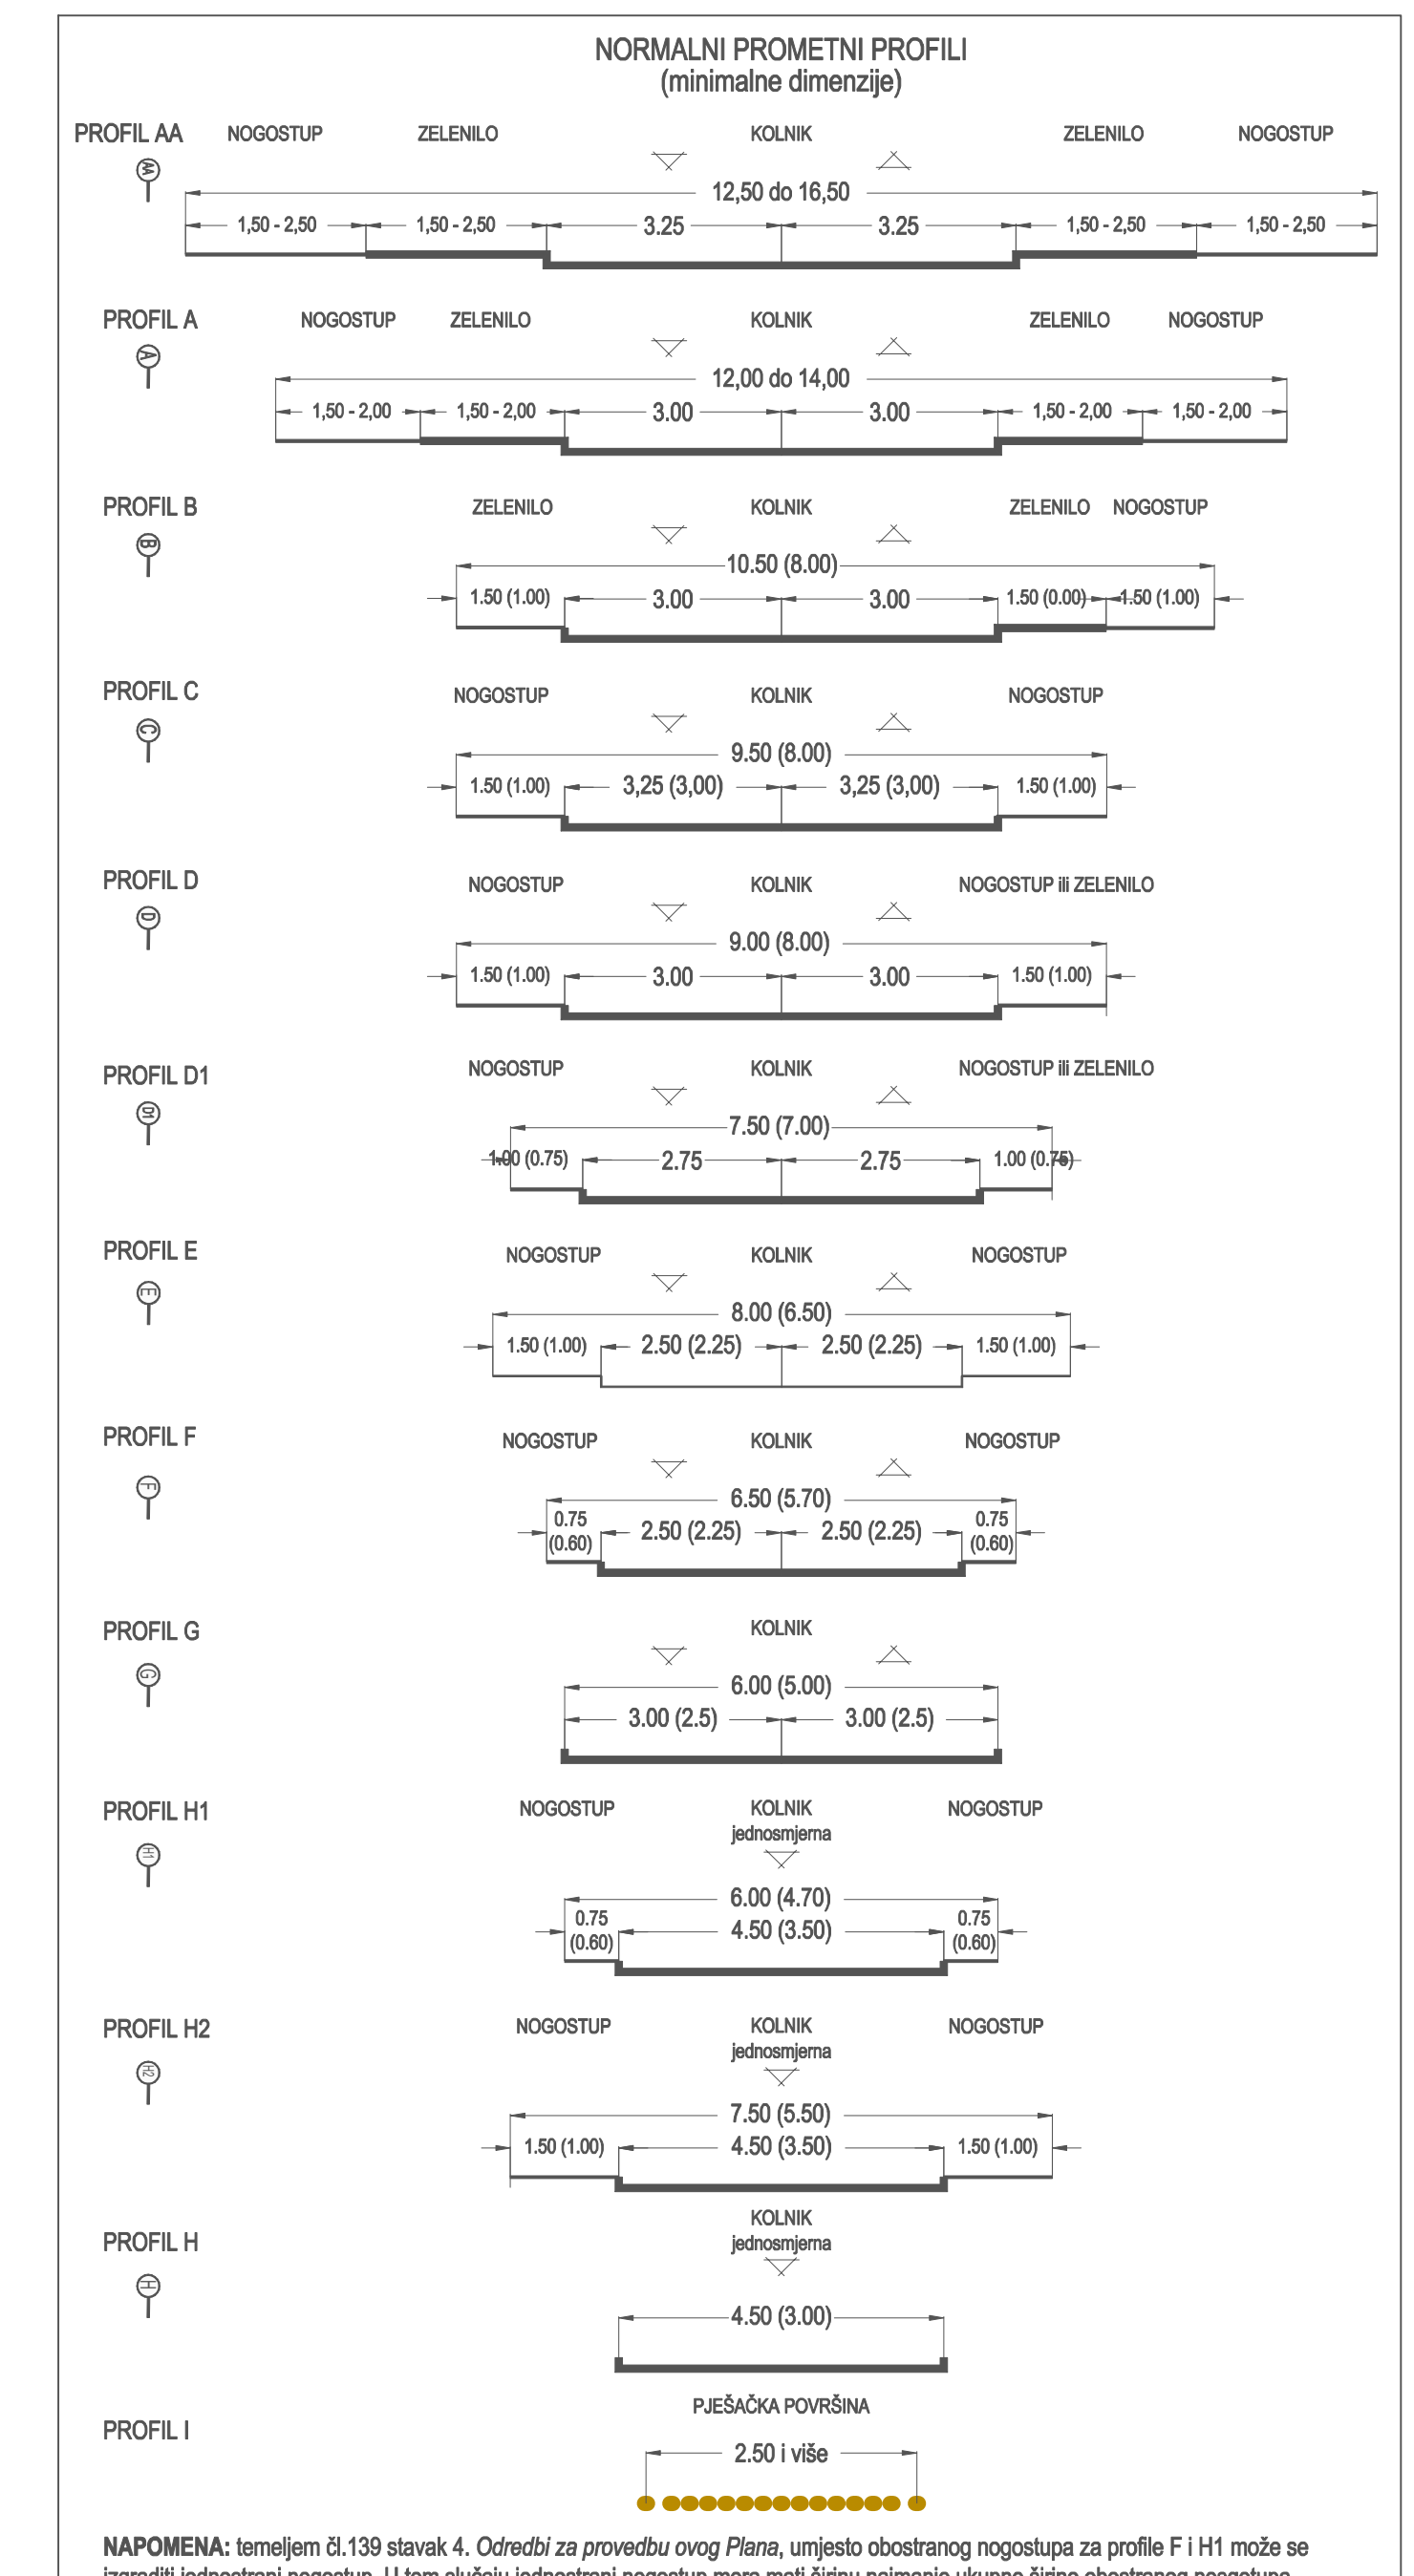 NORMALNI PROMETNI PROFILI
(minimalne dimenzije)
PROFIL AA NOGOSTUP ZELENILO KOLNIK ZELENILO NOGOSTUP
AA
12,50 do 16,50
1,50 - 2,50 1,50 - 2,50 3.25 3.25 1,50 - 2,50 1,50 - 2,50
PROFIL A NOGOSTUP ZELENILO KOLNIK ZELENILO NOGOSTUP
A
12,00 do 14,00
1,50 - 2,00 1,50 - 2,00 3.00 3.00 1,50 - 2,00 1,50 - 2,00
PROFIL B ZELENILO KOLNIK ZELENILO NOGOSTUP
B
10.50 (8.00)
1.50 (1.00) 3.00 3.00 1.50 (0.00) 1.50 (1.00)
PROFIL C NOGOSTUP KOLNIK NOGOSTUP
C
9.50 (8.00)
1.50 (1.00) 3,25 (3,00) 3,25 (3,00) 1.50 (1.00)
PROFIL D NOGOSTUP KOLNIK NOGOSTUP ili ZELENILO
D
9.00 (8.00)
1.50 (1.00) 3.00 3.00 1.50 (1.00)
PROFIL D1 NOGOSTUP KOLNIK NOGOSTUP ili ZELENILO
D1
7.50 (7.00)
1.00 (0.75) 2.75 2.75 1.00 (0.75)
PROFIL E NOGOSTUP KOLNIK NOGOSTUP
E
8.00 (6.50)
1.50 (1.00) 2.50 (2.25) 2.50 (2.25) 1.50 (1.00)
PROFIL F NOGOSTUP KOLNIK NOGOSTUP
F
6.50 (5.70)
0.75 (0.60) 2.50 (2.25) 2.50 (2.25) 0.75 (0.60)
PROFIL G KOLNIK
G
6.00 (5.00)
3.00 (2.5) 3.00 (2.5)
PROFIL H1 NOGOSTUP KOLNIK NOGOSTUP
jednosmjerna
H1
6.00 (4.70)
0.75 (0.60) 4.50 (3.50) 0.75 (0.60)
PROFIL H2 NOGOSTUP KOLNIK NOGOSTUP
jednosmjerna
H2
7.50 (5.50)
1.50 (1.00) 4.50 (3.50) 1.50 (1.00)
PROFIL H KOLNIK
jednosmjerna
H
4.50 (3.00)
PJEŠAČKA POVRŠINA
PROFIL I
2.50 i više
NAPOMENA: temeljem čl.139 stavak 4. Odredbi za provedbu ovog Plana, umjesto obostranog nogostupa za profile F i H1 može se